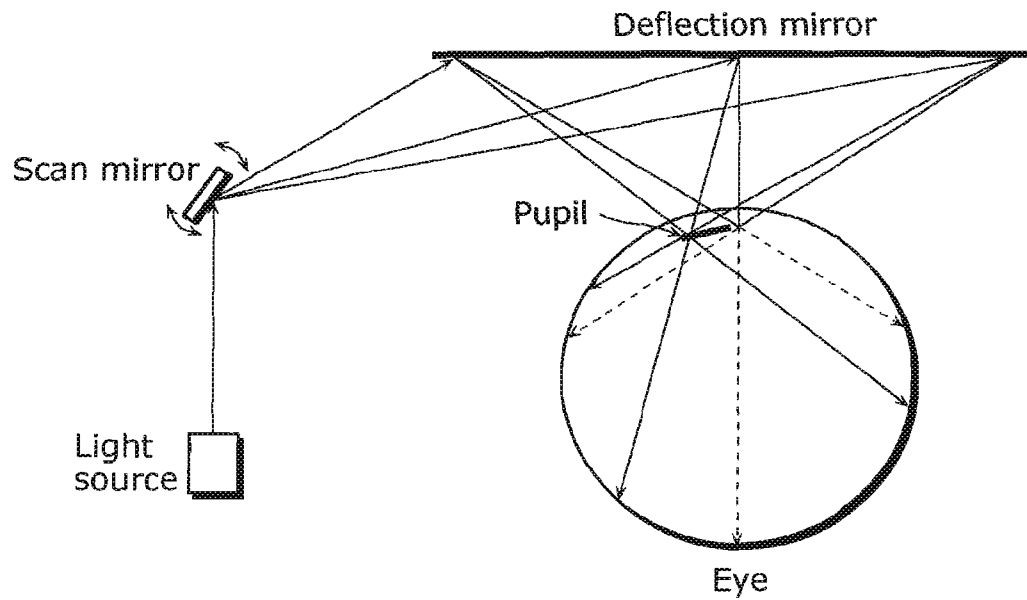 Deflection mirror
Scan mirror
Pupil
Light
source
Eye